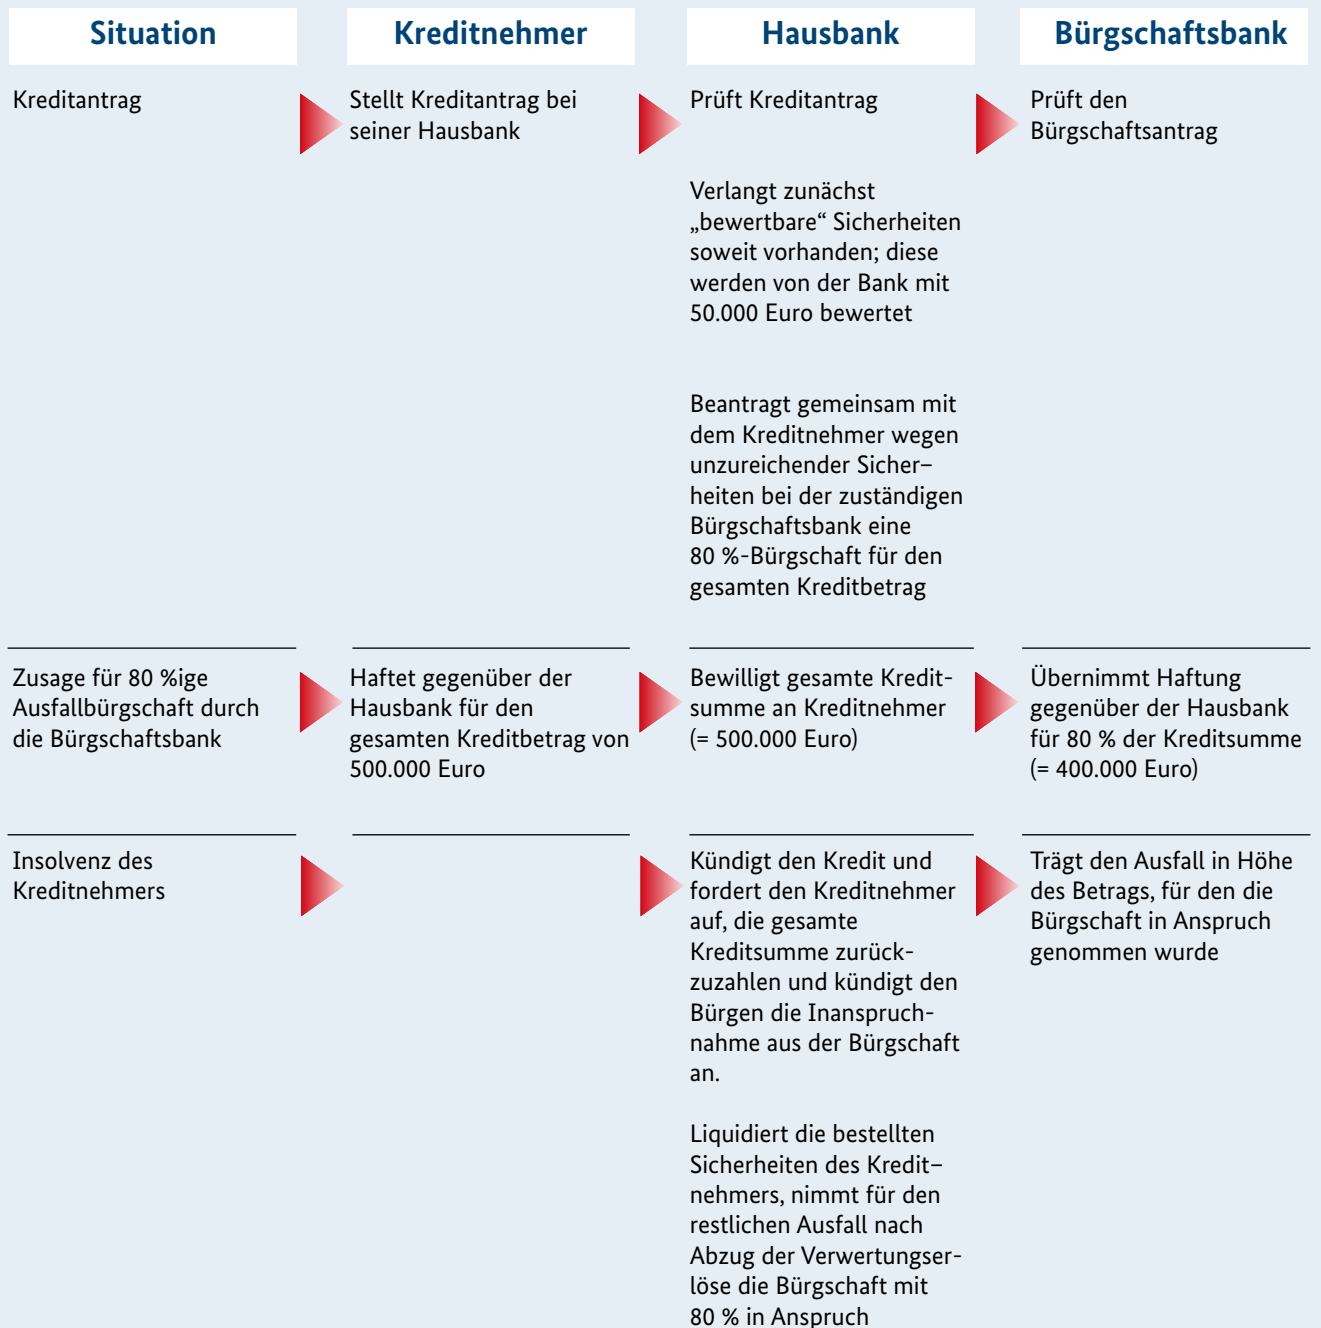 Situation
Kreditnehmer
Hausbank
Bürgschaftsbank
Kreditantrag
Stellt Kreditantrag bei
seiner Hausbank
Prüft Kreditantrag
Verlangt zunächst
„bewertbare“ Sicherheiten
soweit vorhanden; diese
werden von der Bank mit
50.000 Euro bewertet
Beantragt gemeinsam mit
dem Kreditnehmer wegen
unzureichender Sicher–
heiten bei der zuständigen
Bürgschaftsbank eine
80 %-Bürgschaft für den
gesamten Kreditbetrag
Prüft den
Bürgschaftsantrag
Zusage für 80 %ige
Ausfallbürgschaft durch
die Bürgschaftsbank
Haftet gegenüber der
Hausbank für den
gesamten Kreditbetrag von
500.000 Euro
Bewilligt gesamte Kredit-
summe an Kreditnehmer
(= 500.000 Euro)
Übernimmt Haftung
gegenüber der Hausbank
für 80 % der Kreditsumme
(= 400.000 Euro)
Insolvenz des
Kreditnehmers
Kündigt den Kredit und
fordert den Kreditnehmer
auf, die gesamte
Kreditsumme zurück-
zuzahlen und kündigt den
Bürgen die Inanspruch-
nahme aus der Bürgschaft
an.
Liquidiert die bestellten
Sicherheiten des Kredit–
nehmers, nimmt für den
restlichen Ausfall nach
Abzug der Verwertungser-
löse die Bürgschaft mit
80 % in Anspruch
Trägt den Ausfall in Höhe
des Betrags, für den die
Bürgschaft in Anspruch
genommen wurde